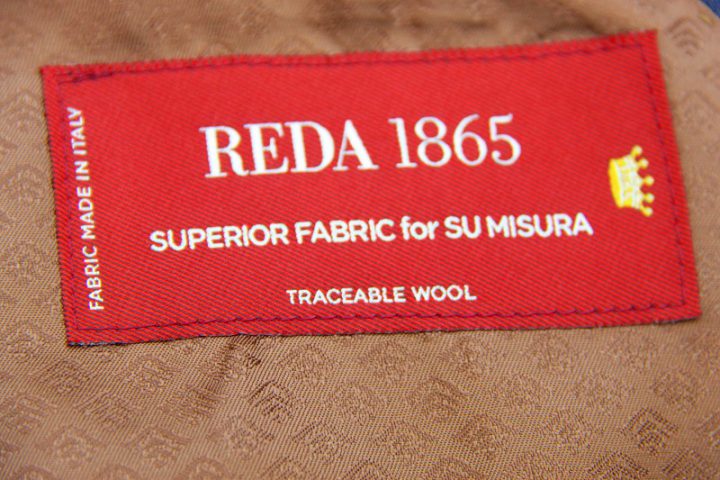 REDA 1865
SUPERIOR FABRIC for SU MISURA
TRACEABLE WOOL
FABRIC MADE IN ITALY